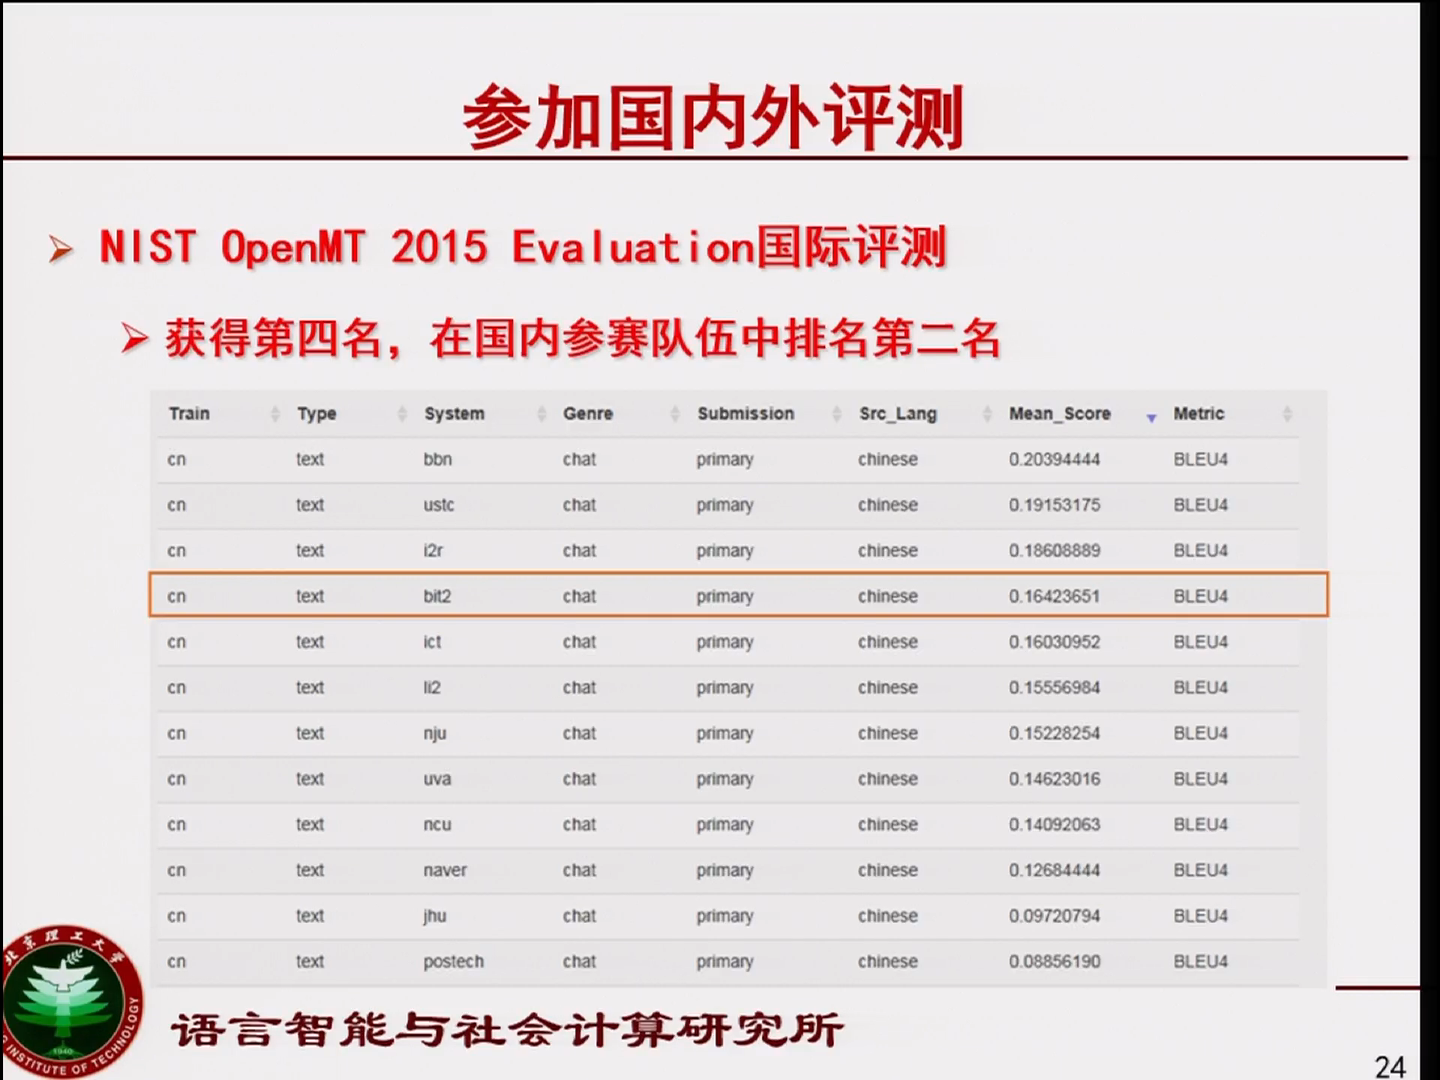 参加国内外评测
NIST OpenMT 2015 Evaluation国际评测
获得第四名，在国内参赛队伍中排名第二名
Train Type System Genre Submission Src_Lang Mean_Score Metric
cn text bbn chat primary chinese 0.20394444 BLEU4
cn text ustc chat primary chinese 0.19153175 BLEU4
cn text i2r chat primary chinese 0.18608889 BLEU4
cn text bit2 chat primary chinese 0.16423651 BLEU4
cn text ict chat primary chinese 0.16030952 BLEU4
cn text li2 chat primary chinese 0.15556984 BLEU4
cn text nju chat primary chinese 0.15228254 BLEU4
cn text uva chat primary chinese 0.14623016 BLEU4
cn text ncu chat primary chinese 0.14092063 BLEU4
cn text naver chat primary chinese 0.12684444 BLEU4
cn text jhu chat primary chinese 0.09720794 BLEU4
cn text postech chat primary chinese 0.08856190 BLEU4
北京理工大学
1940
INSTITUTE OF TECHNOLOGY
语言智能与社会计算研究所
24